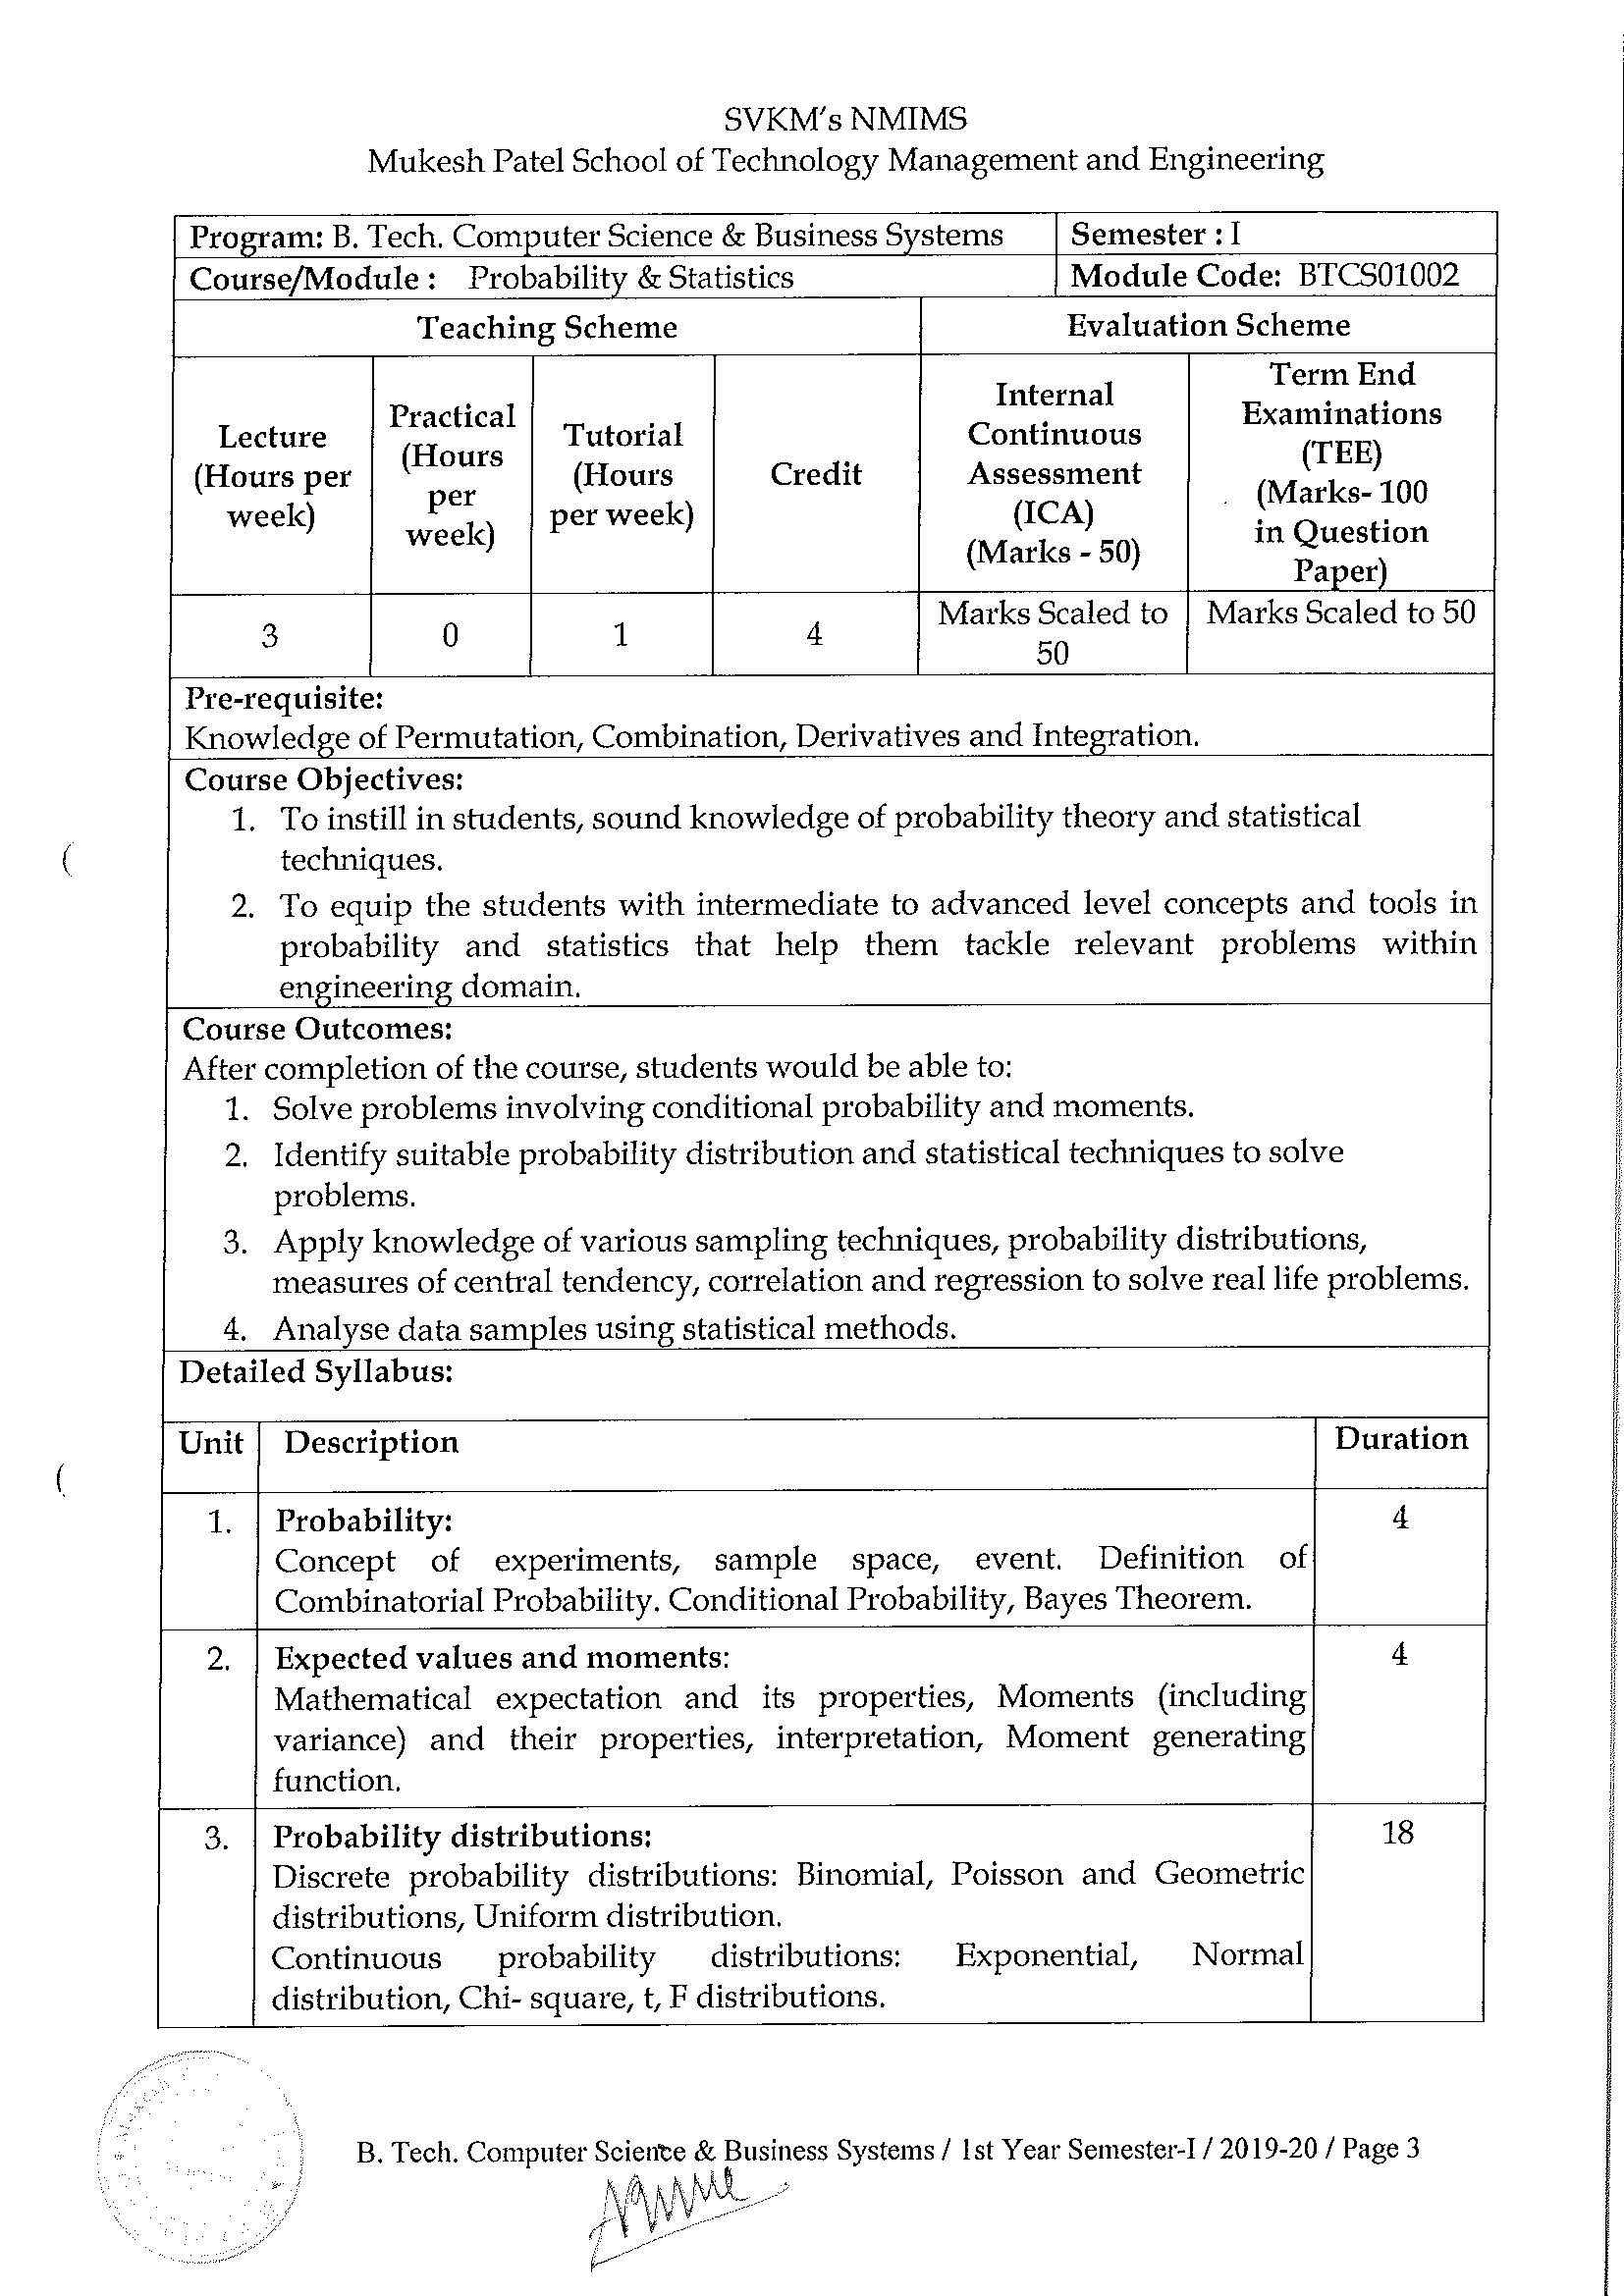 SVKM's NMIMS
Mukesh Patel School of Technology Management and Engineering
Program: B. Tech. Computer Science & Business Systems Semester : I
Course/Module : Probability & Statistics Module Code: BTCS01002
Teaching Scheme Evaluation Scheme
Lecture
(Hours per
week)
Practical
(Hours
per
week)
Tutorial
(Hours
per week)
Credit
Internal
Continuous
Assessment
(ICA)
(Marks - 50)
Term End
Examinations
(TEE)
(Marks- 100
in Question
Paper)
3 0 1 4
Marks Scaled to
50
Marks Scaled to 50
Pre-requisite:
Knowledge of Permutation, Combination, Derivatives and Integration.
Course Objectives:
1. To instill in students, sound knowledge of probability theory and statistical
techniques.
2. To equip the students with intermediate to advanced level concepts and tools in
probability and statistics that help them tackle relevant problems within
engineering domain.
Course Outcomes:
After completion of the course, students would be able to:
1. Solve problems involving conditional probability and moments.
2. Identify suitable probability distribution and statistical techniques to solve
problems.
3. Apply knowledge of various sampling techniques, probability distributions,
measures of central tendency, correlation and regression to solve real life problems.
4. Analyse data samples using statistical methods.
Detailed Syllabus:
Unit Description Duration
1. Probability: 4
Concept of experiments, sample space, event. Definition of
Combinatorial Probability. Conditional Probability, Bayes Theorem.
2. Expected values and moments: 4
Mathematical expectation and its properties, Moments (including
variance) and their properties, interpretation, Moment generating
function.
3. Probability distributions: 18
Discrete probability distributions: Binomial, Poisson and Geometric
distributions, Uniform distribution.
Continuous probability distributions: Exponential, Normal
distribution, Chi- square, t, F distributions.
B. Tech. Computer Science & Business Systems / 1st Year Semester-I / 2019-20 / Page 3